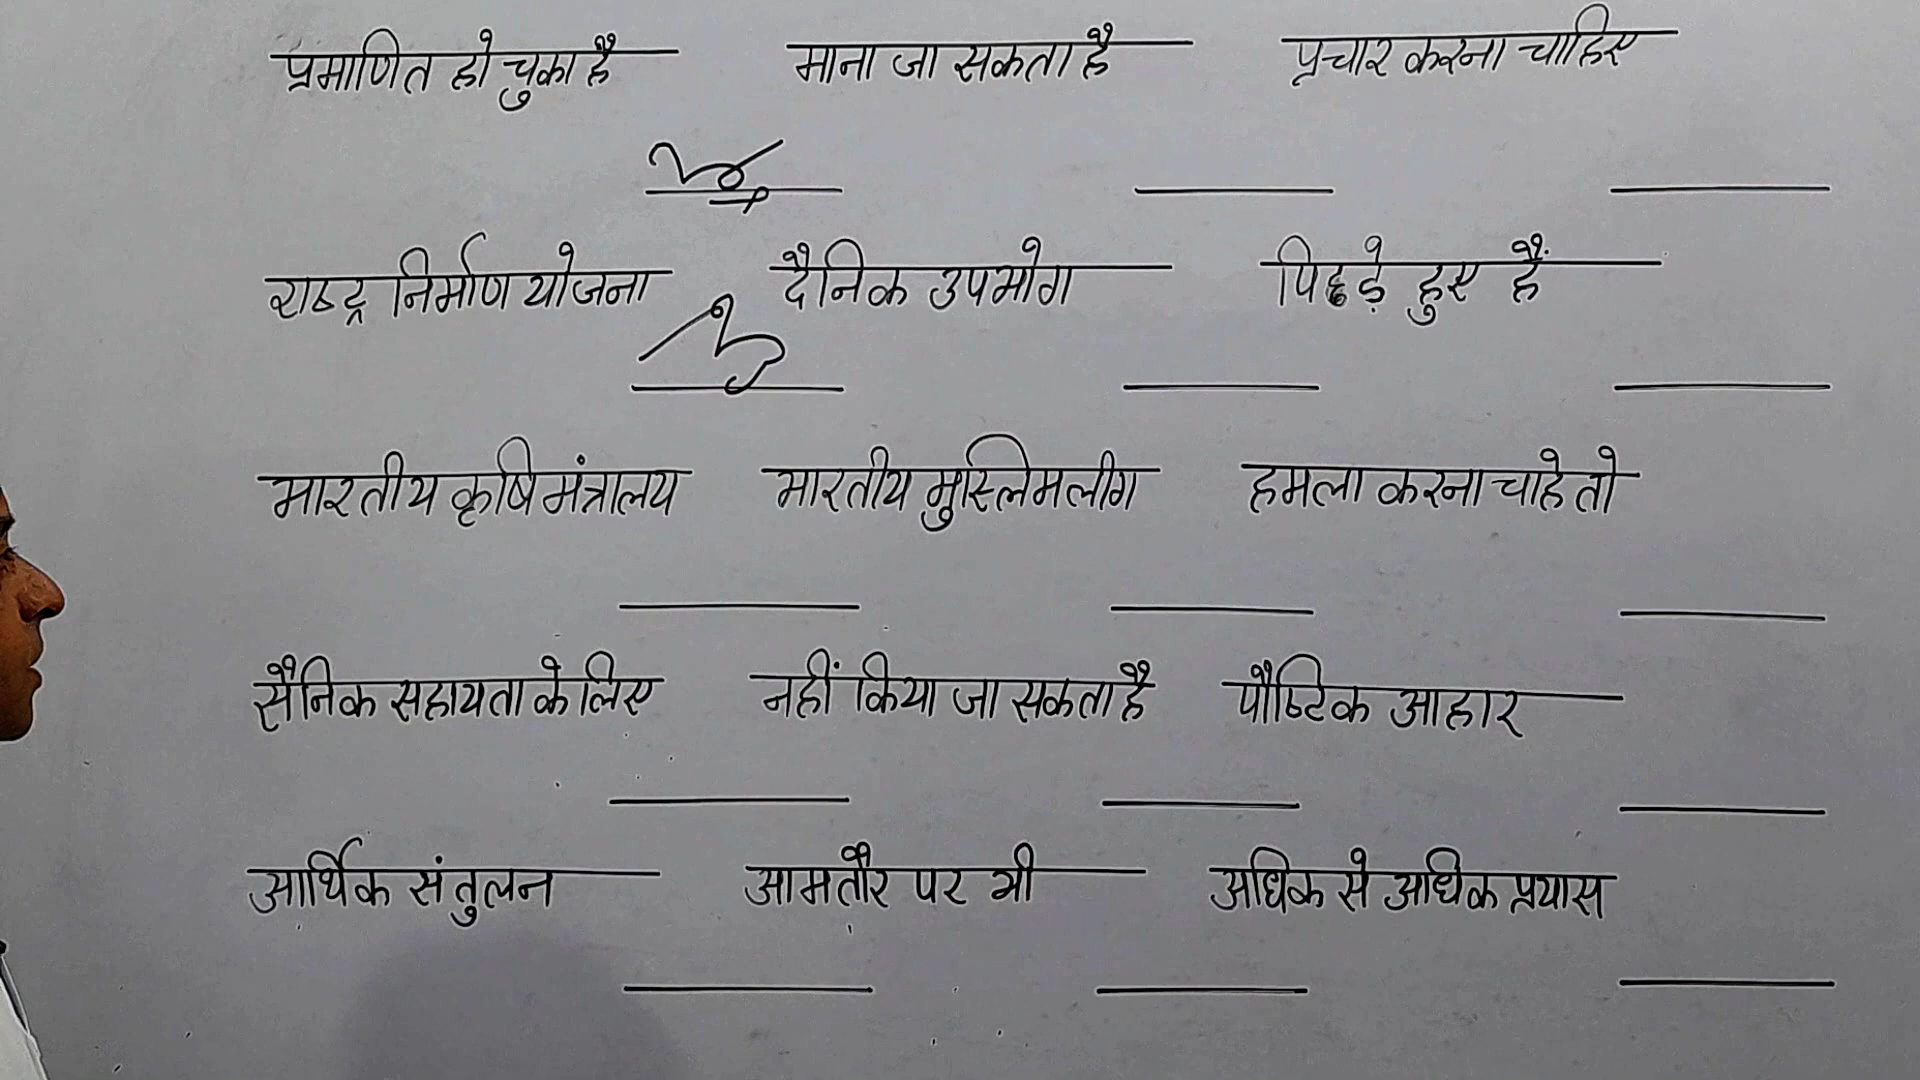 प्रमाणित हो चुका है माना जा सकता है प्रचार करना चाहिए
राष्ट्र निर्माण योजना दैनिक उपभोग पिछड़े हुए हैं
भारतीय कृषि मंत्रालय भारतीय मुस्लिम लीग हमला करना चाहे तो
सैनिक सहायता के लिए नहीं किया जा सकता है पौष्टिक आहार
आर्थिक संतुलन आमतौर पर भी अधिक से अधिक प्रयास